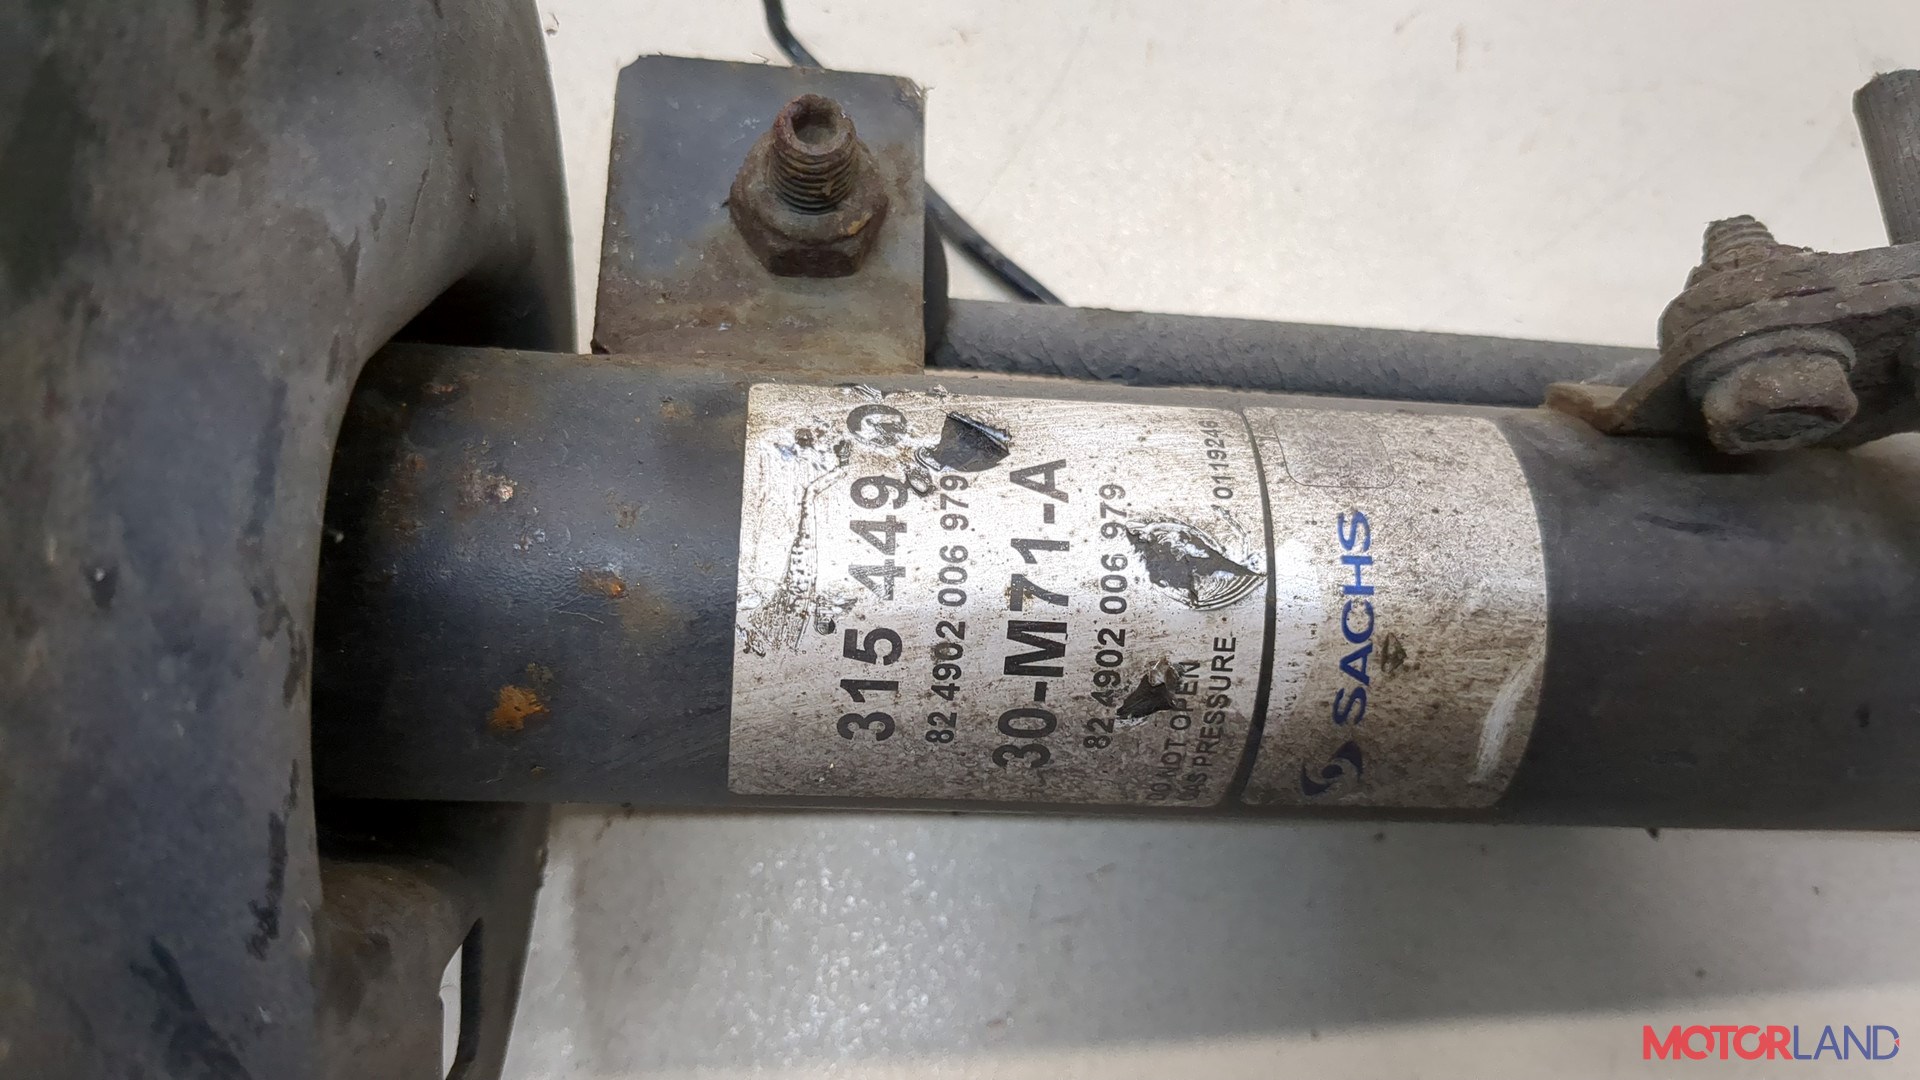 315 449
82 4902 006 979
30-M71-A
82 4902 006 979
DO NOT OPEN
GAS PRESSURE
SACHS
MOTORLAND